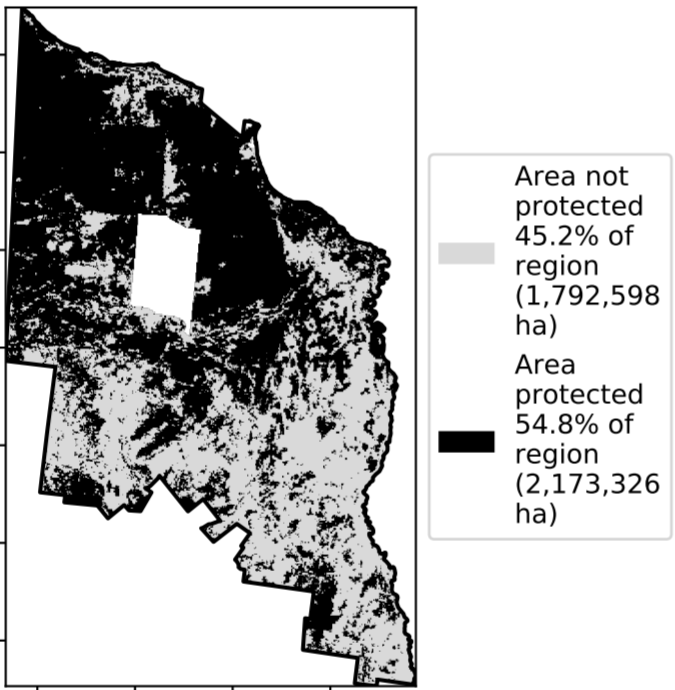 Area not
protected
45.2% of
region
(1,792,598
ha)
Area
protected
54.8% of
region
(2,173,326
ha)